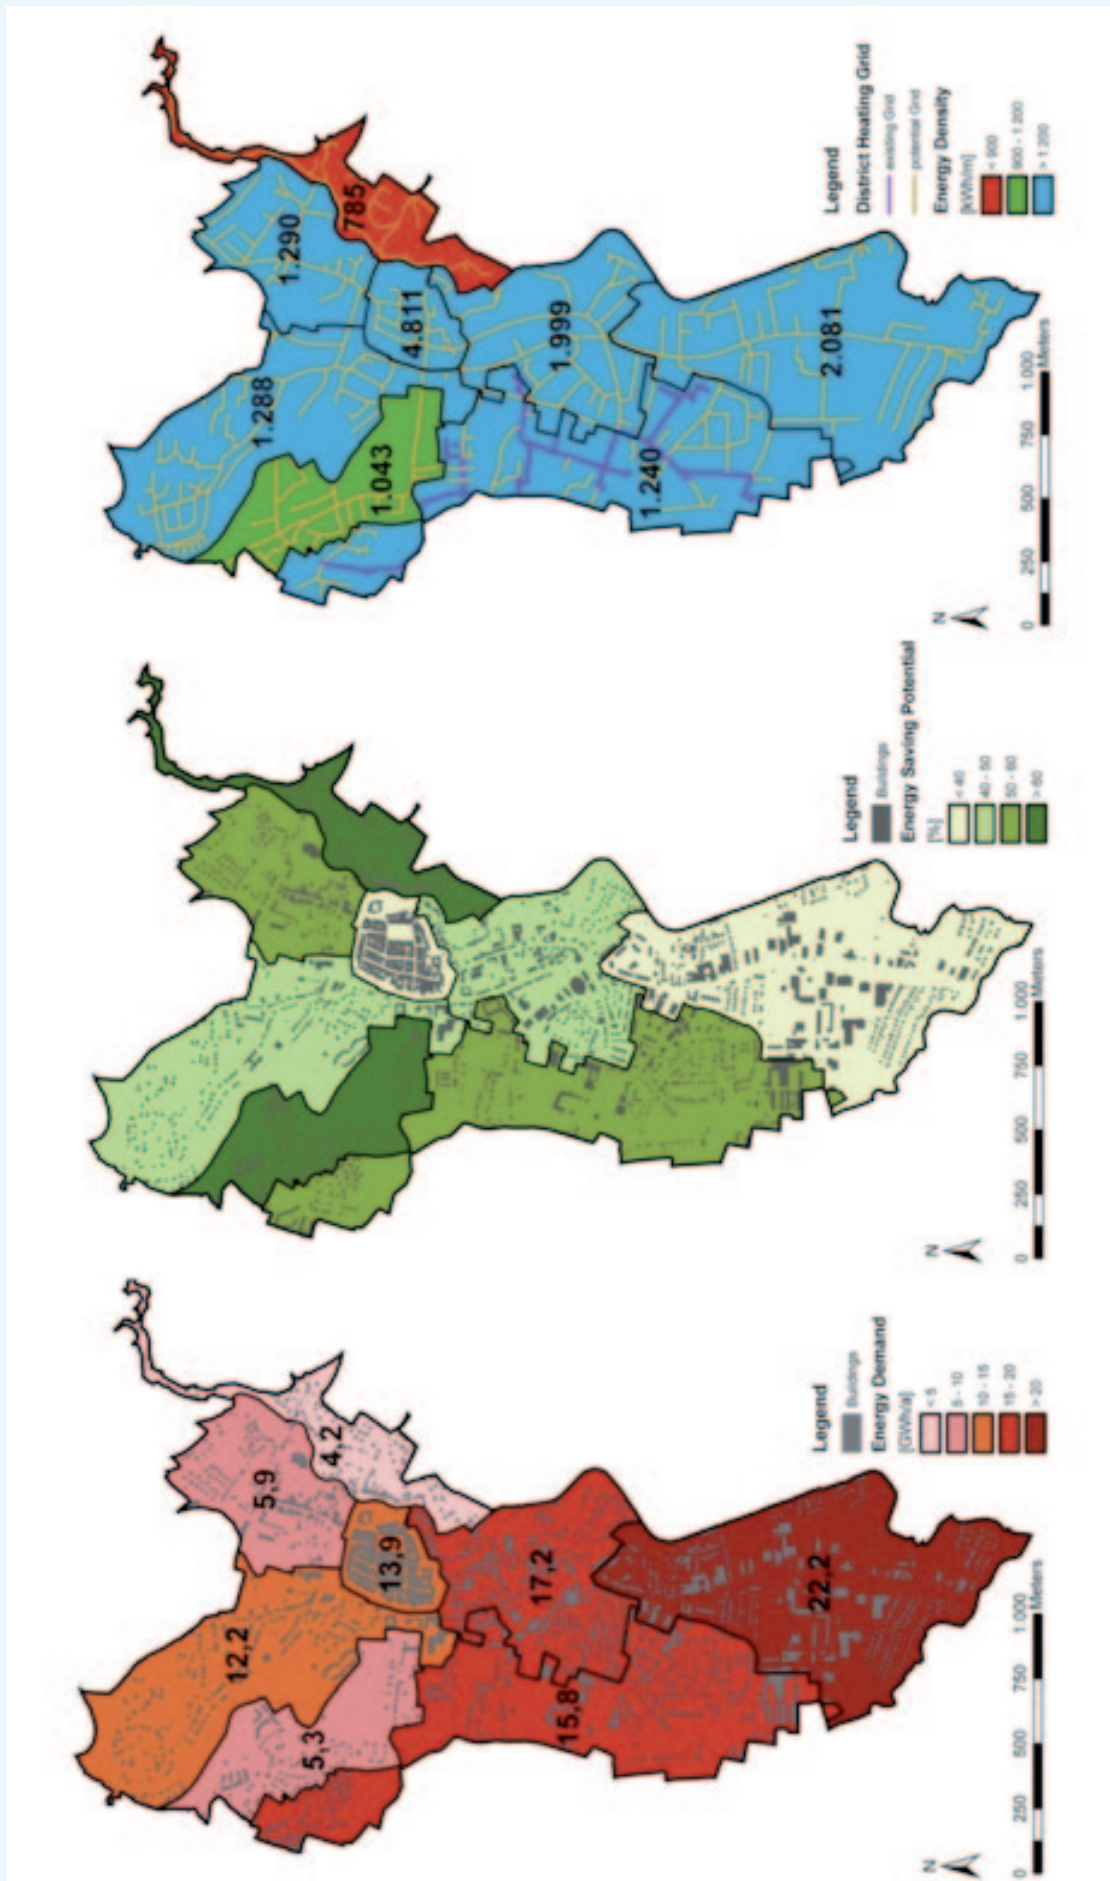 12,2
5,9
5,3
4,2
13,9
17,2
15,8
22,2
Legend
Buildings
Energy Demand
[GWh/a]
< 5
5 - 10
10 - 15
15 - 20
> 20
N
0 250 500 750 1 000
Meters
Legend
Buildings
Energy Saving Potential
[%]
< 40
40 - 50
50 - 60
> 60
N
0 250 500 750 1 000
Meters
1.288
1.290
785
1.043
4.811
1.999
1.240
2.081
Legend
District Heating Grid
existing Grid
potential Grid
Energy Density
[kWh/m]
< 900
900 - 1 200
> 1 200
N
0 250 500 750 1 000
Meters